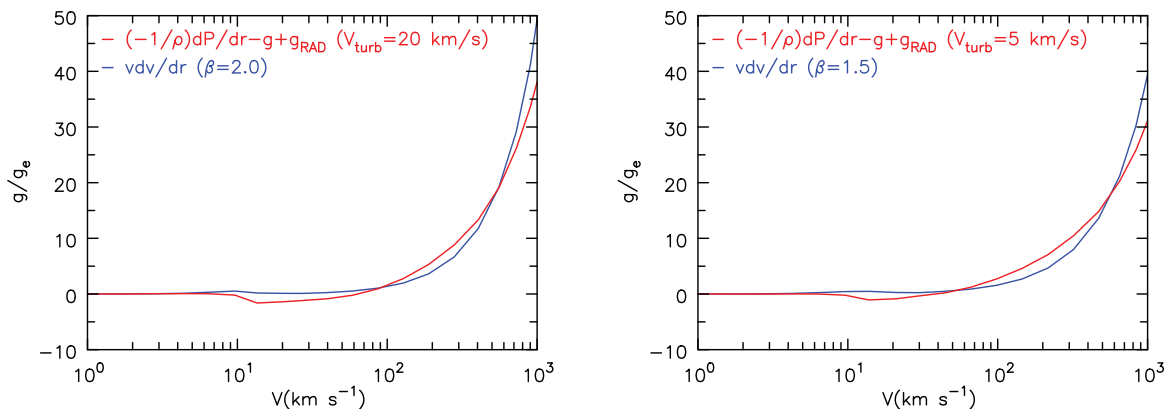 50
40
30
20
10
0
−10
g/g_e
− (−1/ρ)dP/dr−g+g_RAD (V_turb=20 km/s)
− vdv/dr (β=2.0)
10^0 10^1 10^2 10^3
V(km s^−1)
50
40
30
20
10
0
−10
g/g_e
− (−1/ρ)dP/dr−g+g_RAD (V_turb=5 km/s)
− vdv/dr (β=1.5)
10^0 10^1 10^2 10^3
V(km s^−1)